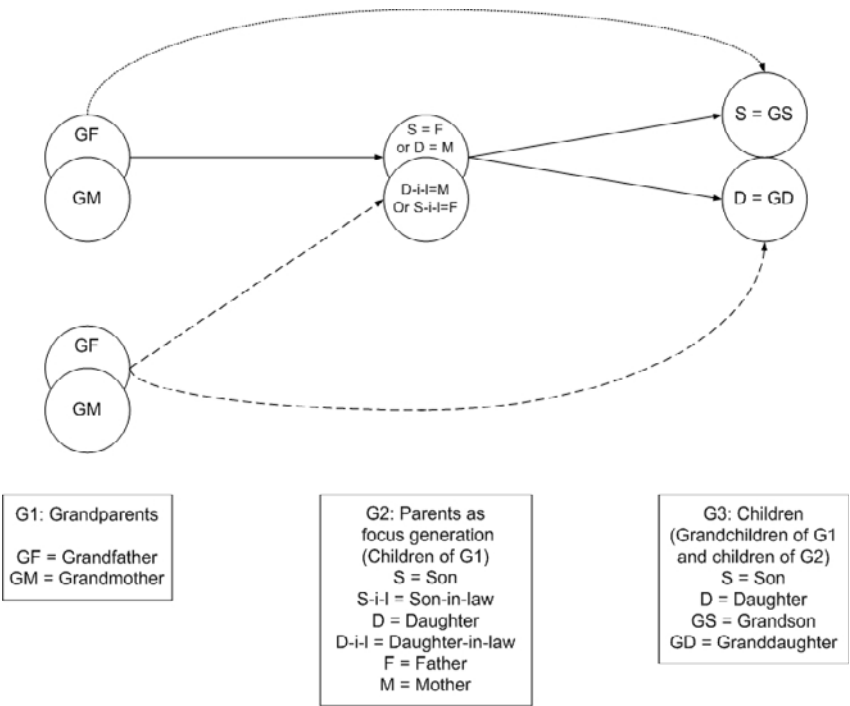 GF
GM
S = F
or D = M
D-i-l=M
Or S-i-l=F
S = GS
D = GD
GF
GM
G1: Grandparents
GF = Grandfather
GM = Grandmother
G2: Parents as
focus generation
(Children of G1)
S = Son
S-i-l = Son-in-law
D = Daughter
D-i-l = Daughter-in-law
F = Father
M = Mother
G3: Children
(Grandchildren of G1
and children of G2)
S = Son
D = Daughter
GS = Grandson
GD = Granddaughter